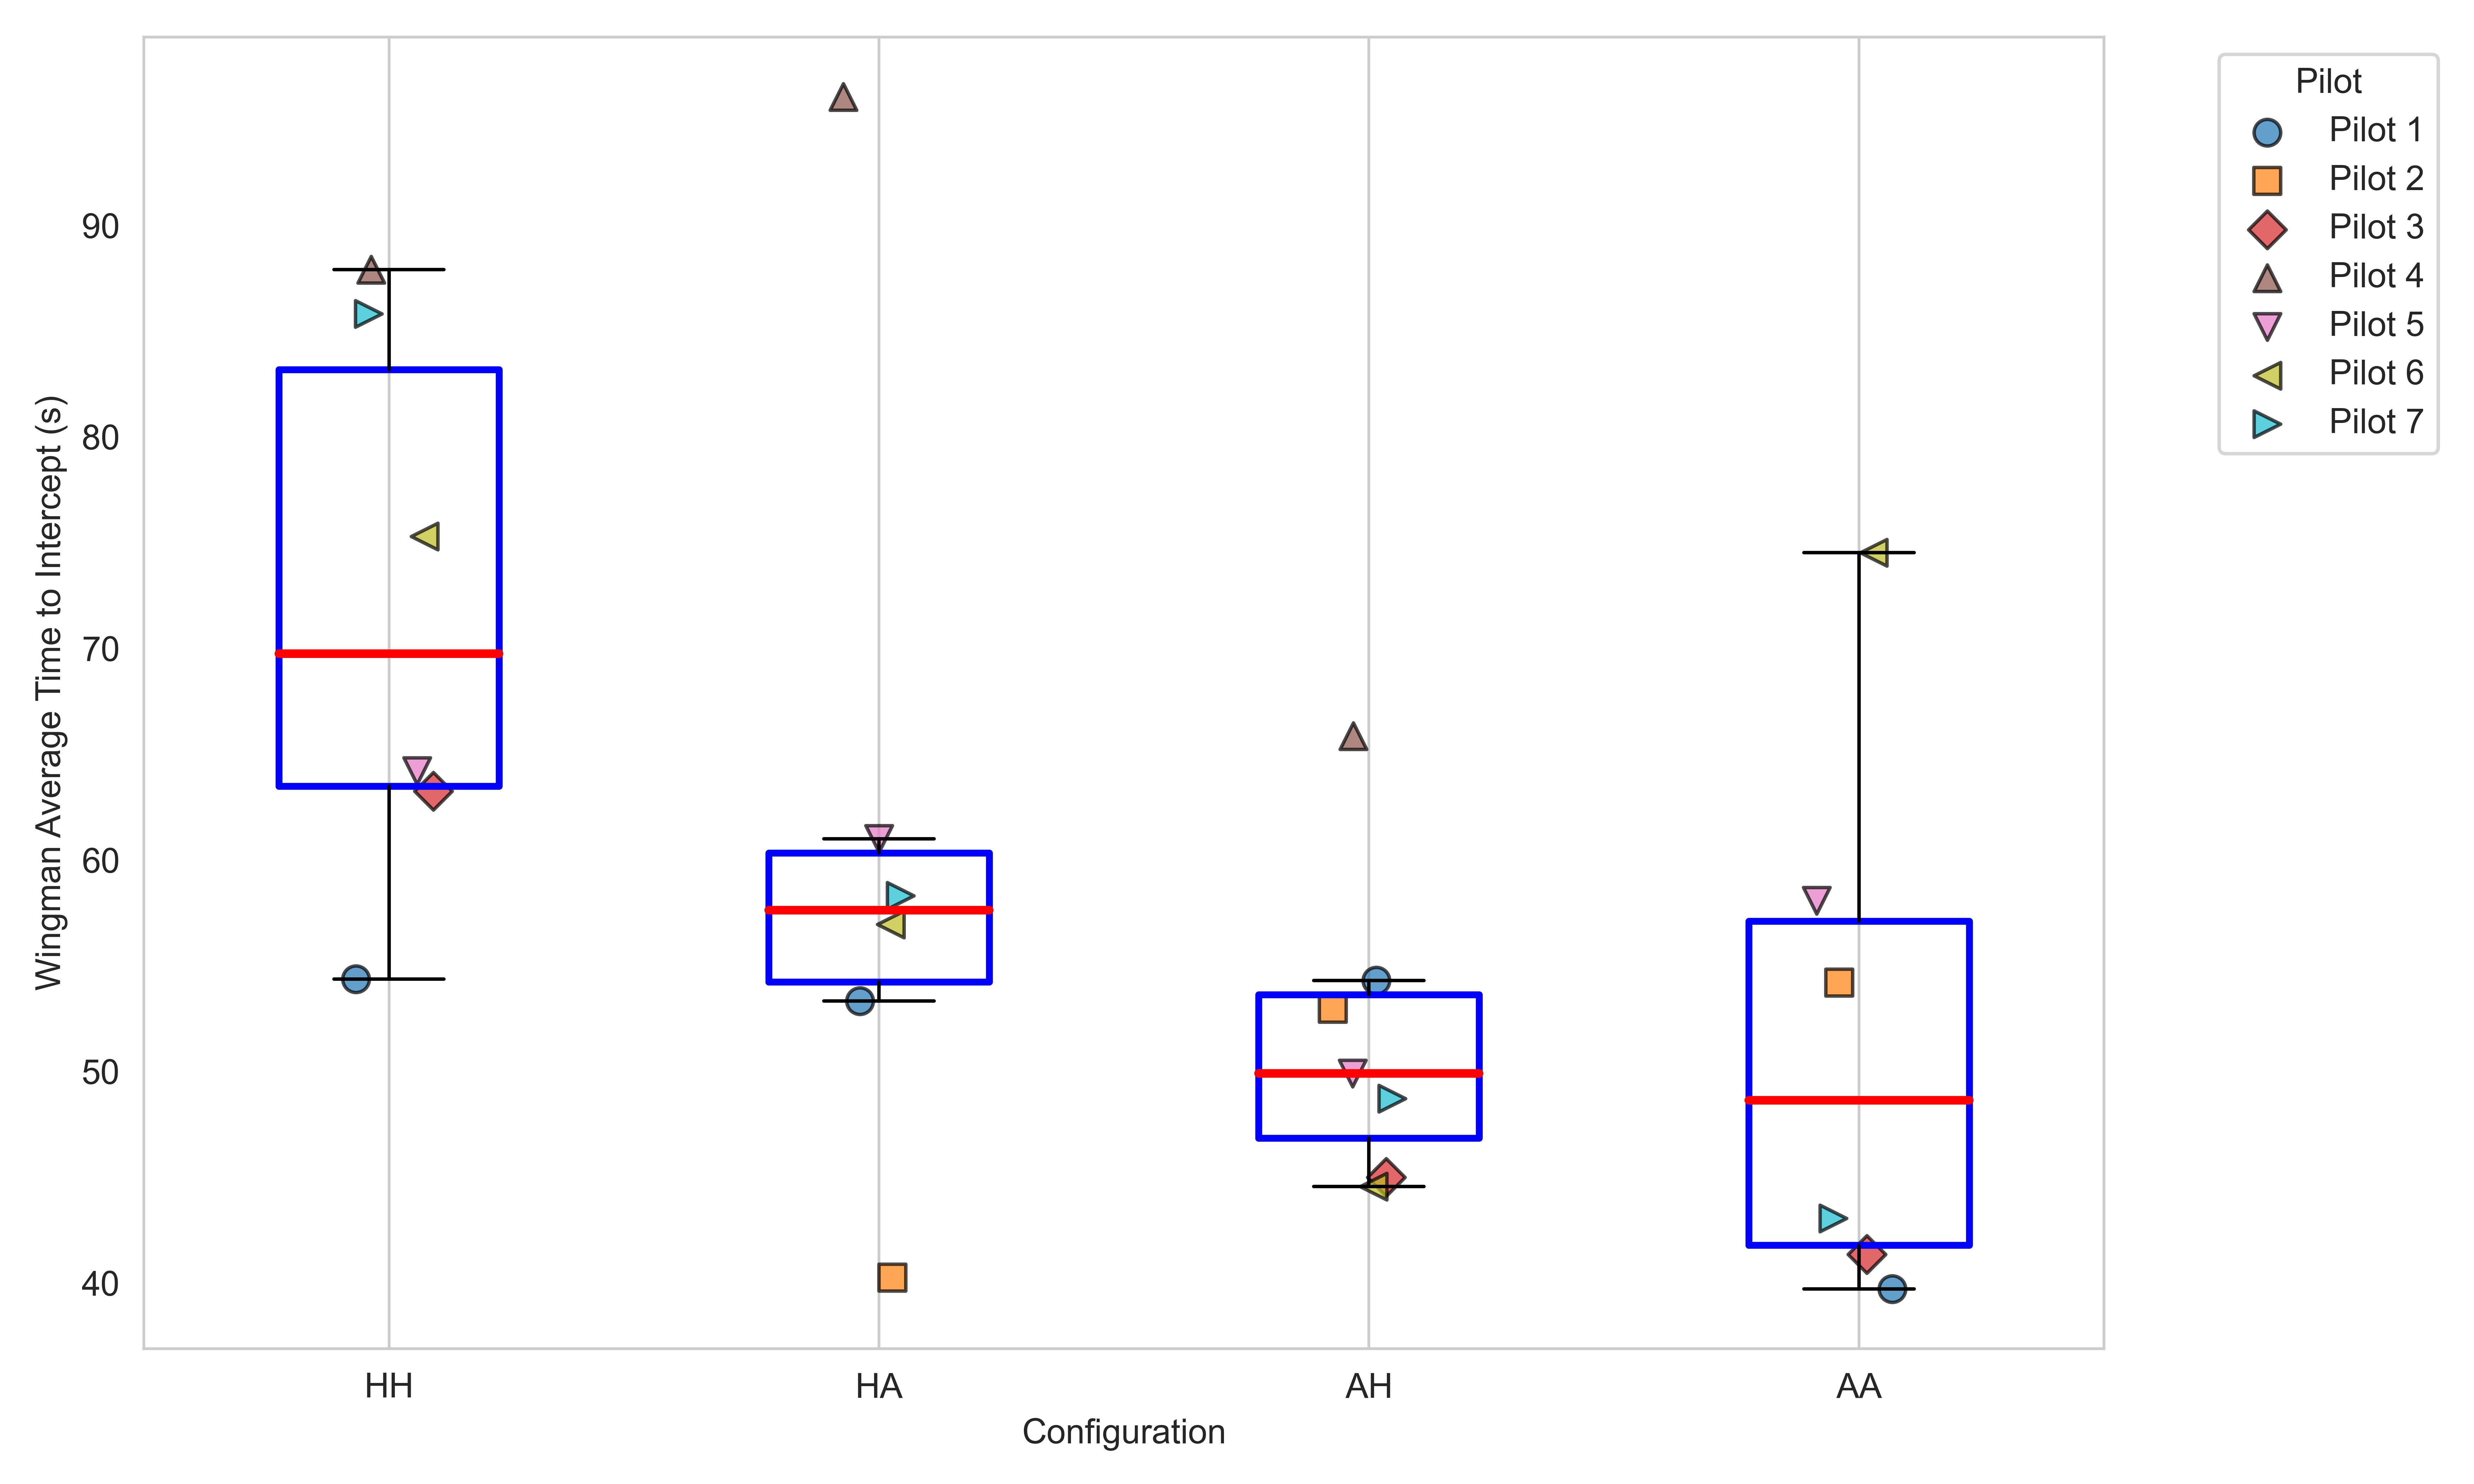 Wingman Average Time to Intercept (s)
90
80
70
60
50
40
HH
HA
AH
AA
Configuration
Pilot
Pilot 1
Pilot 2
Pilot 3
Pilot 4
Pilot 5
Pilot 6
Pilot 7